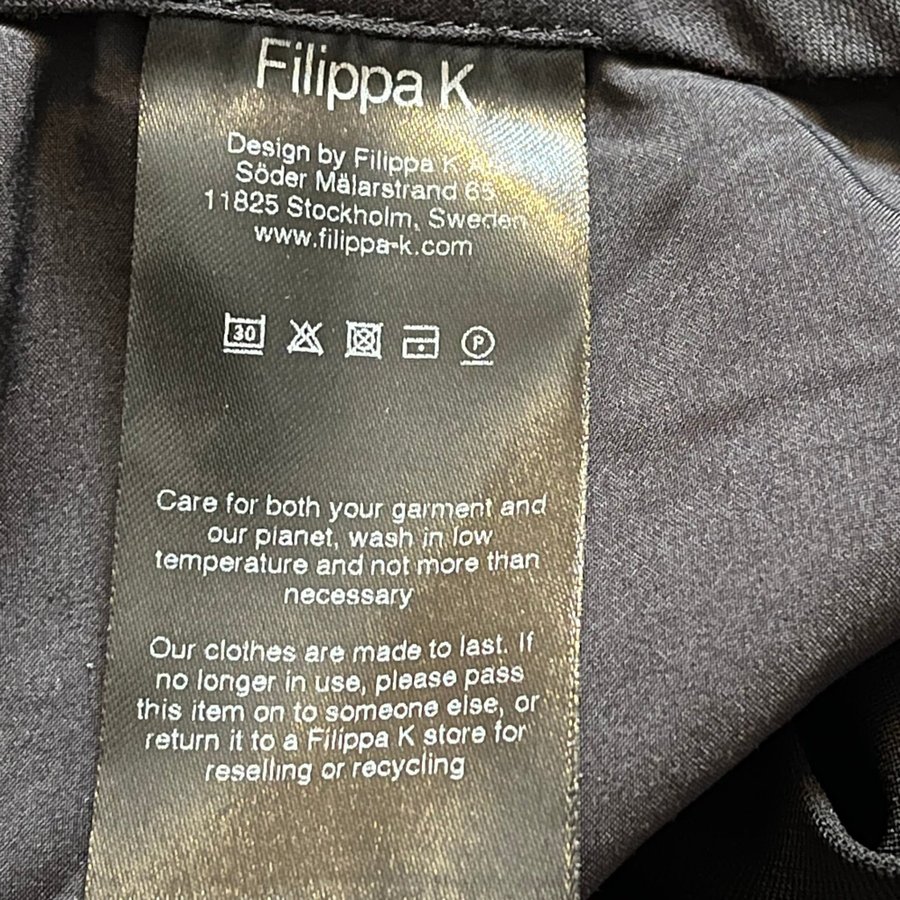 Filippa K
Design by Filippa K
Söder Mälarstrand 65
11825 Stockholm, Sweden
www.filippa-k.com
30 P
Care for both your garment and
our planet, wash in low
temperature and not more than
necessary
Our clothes are made to last. If
no longer in use, please pass
this item on to someone else, or
return it to a Filippa K store for
reselling or recycling